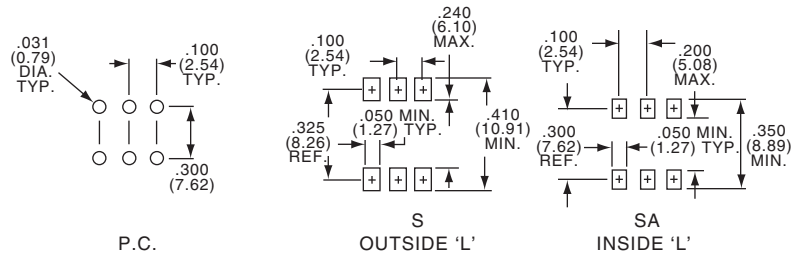 .031
(0.79)
DIA.
TYP.
.100
(2.54)
TYP.
.300
(7.62)
P.C.
.100
(2.54)
TYP.
.240
(6.10)
MAX.
.050 MIN.
(1.27) TYP.
.325
(8.26)
REF.
.410
(10.91)
MIN.
S
OUTSIDE ‘L’
.100
(2.54)
TYP.
.200
(5.08)
MAX.
.300
(7.62)
REF.
.050 MIN.
(1.27) TYP.
.350
(8.89)
MIN.
SA
INSIDE ‘L’